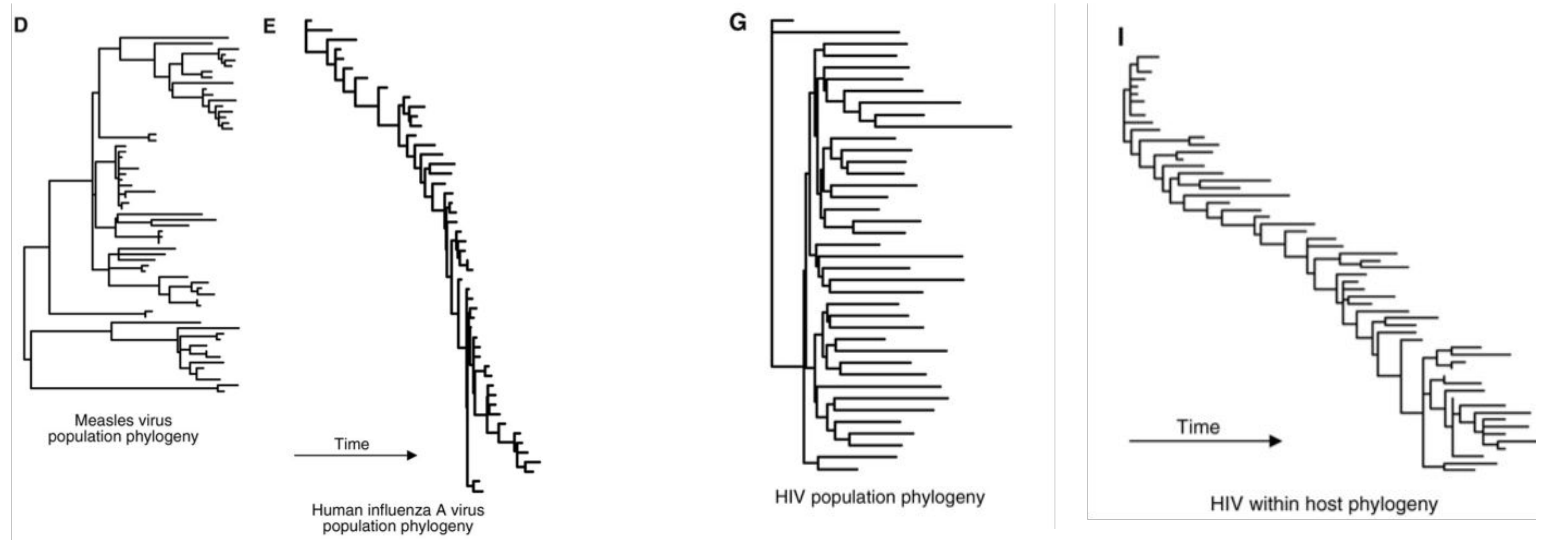 D
Measles virus
population phylogeny
E
Time
Human influenza A virus
population phylogeny
G
HIV population phylogeny
I
Time
HIV within host phylogeny